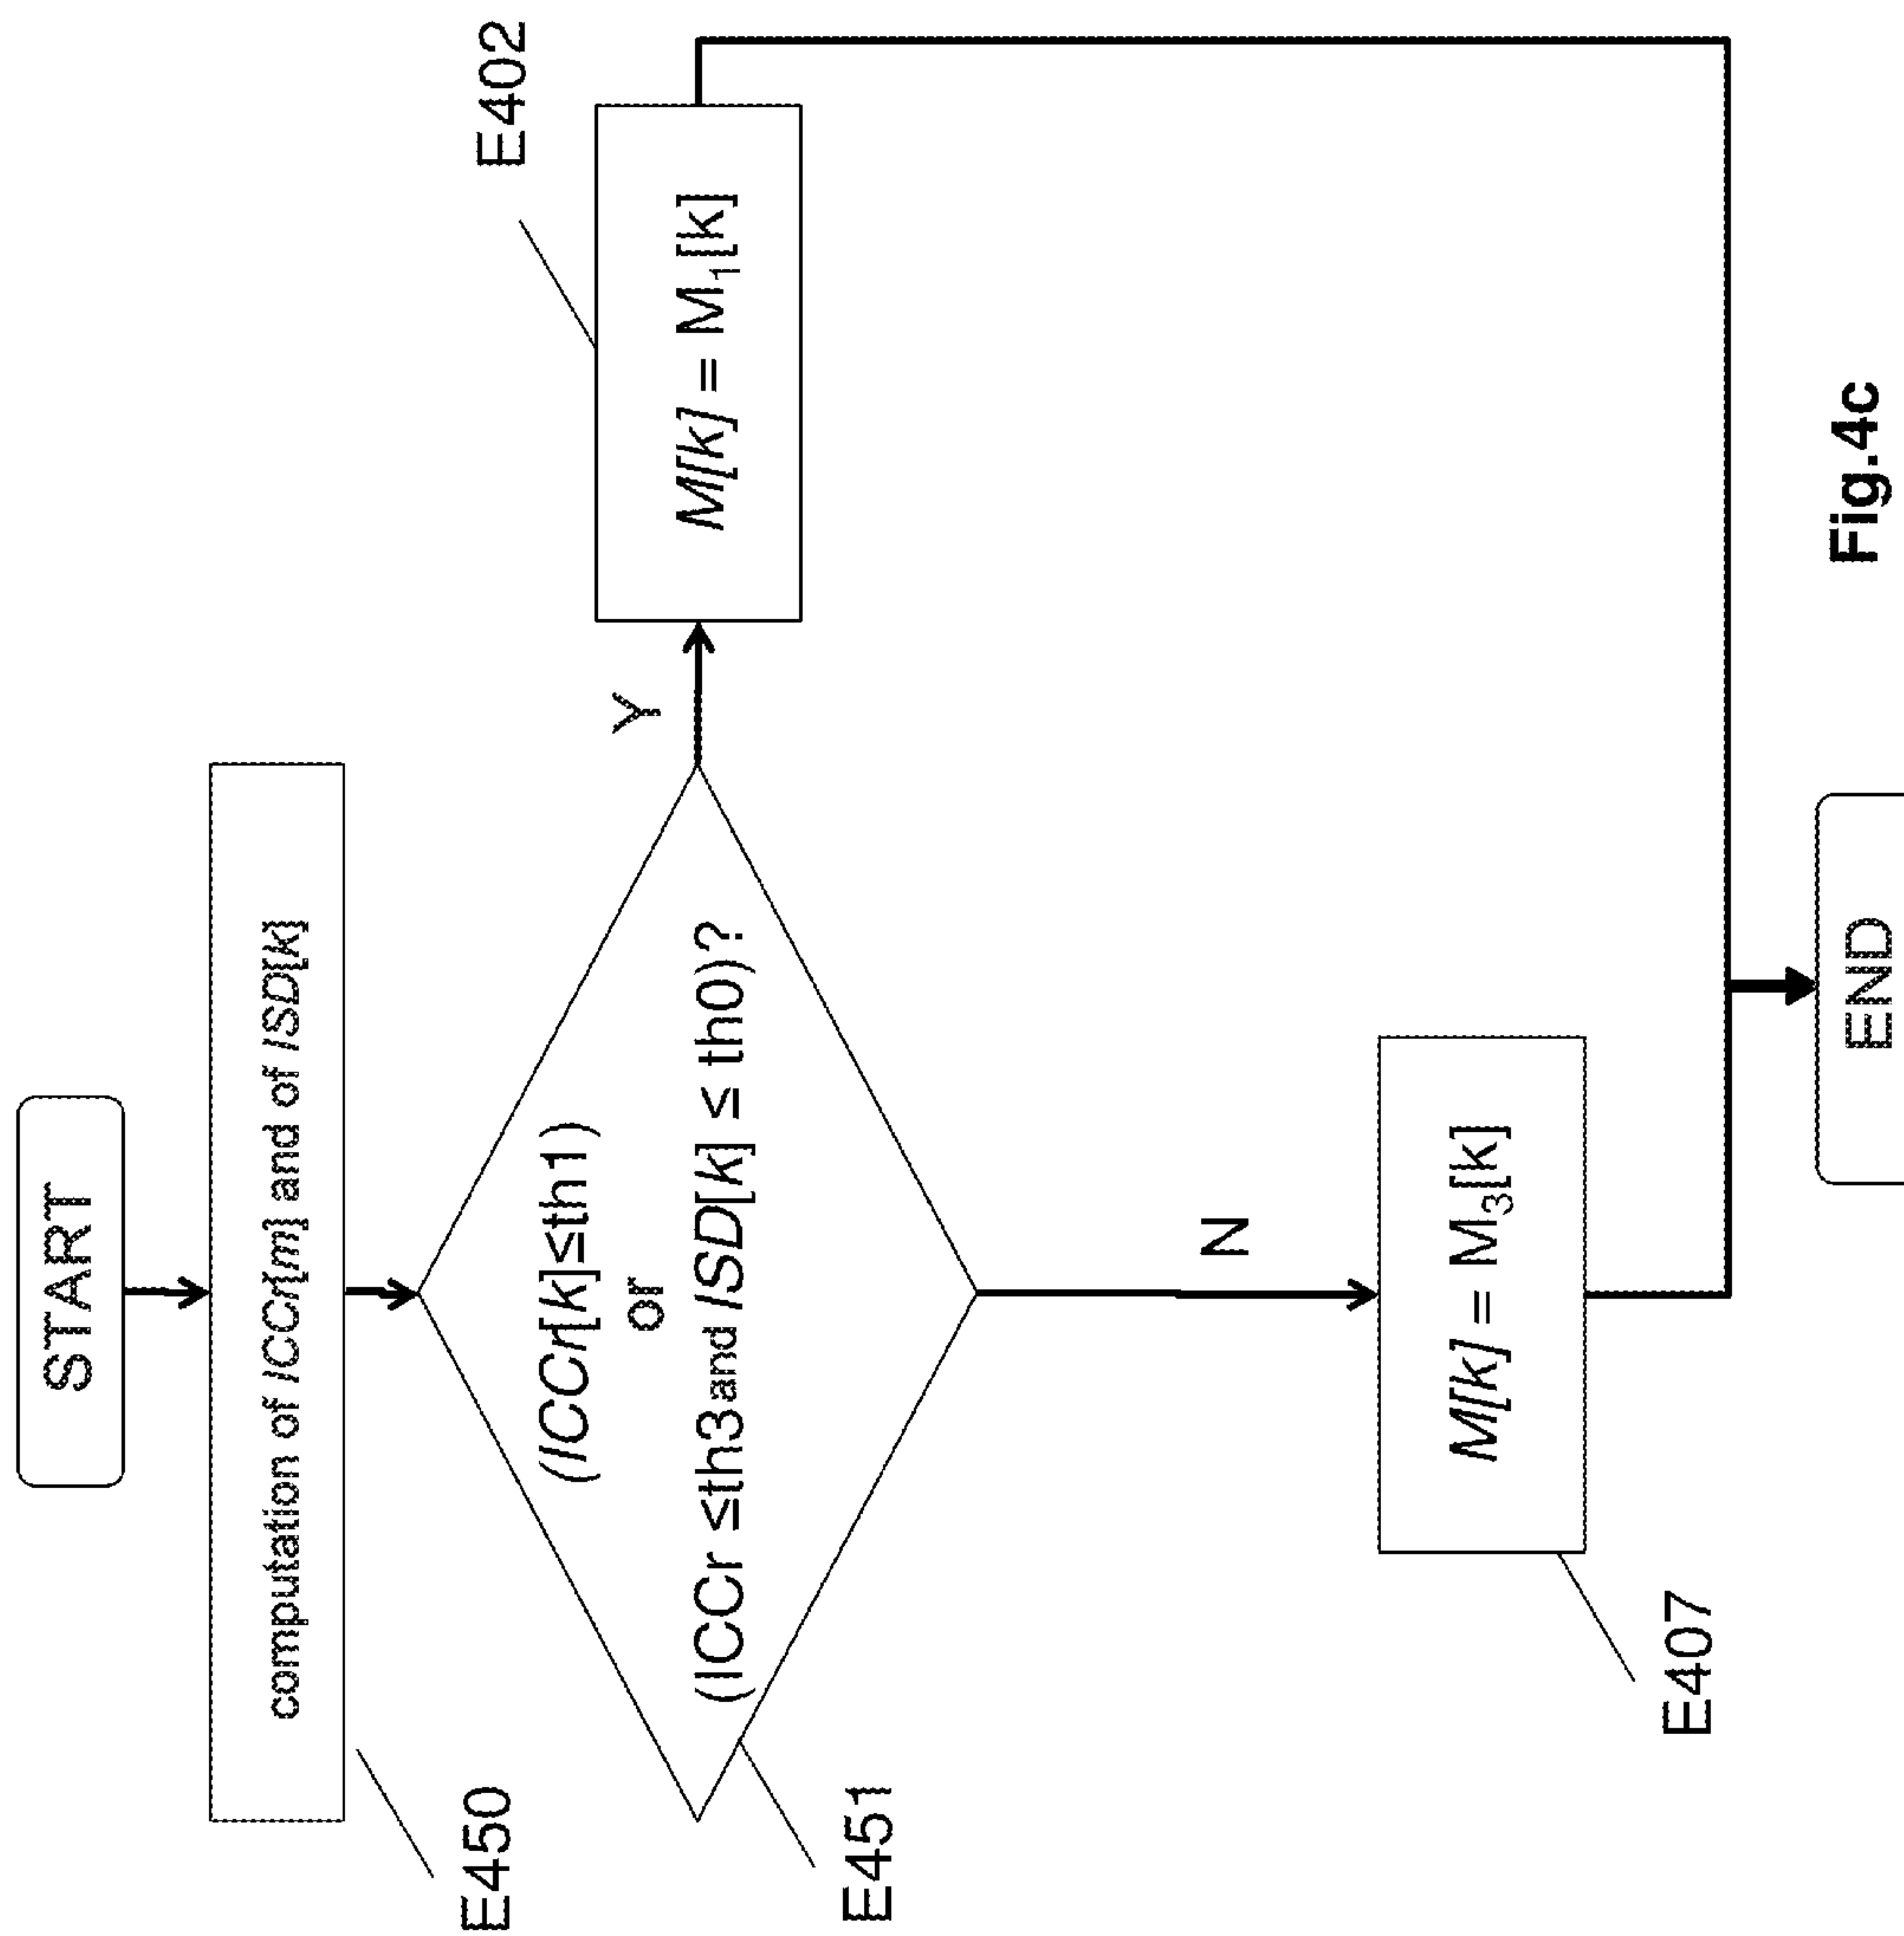 START
computation of ICCr[m] and of ISD[k]
E450
(ICCr[k]≤th1)
or
(ICCr ≤th3 and ISD[k] ≤ th0)?
E451
Y
M[k] = M₁[k]
E402
N
M[k] = M₃[k]
E407
END
Fig.4c